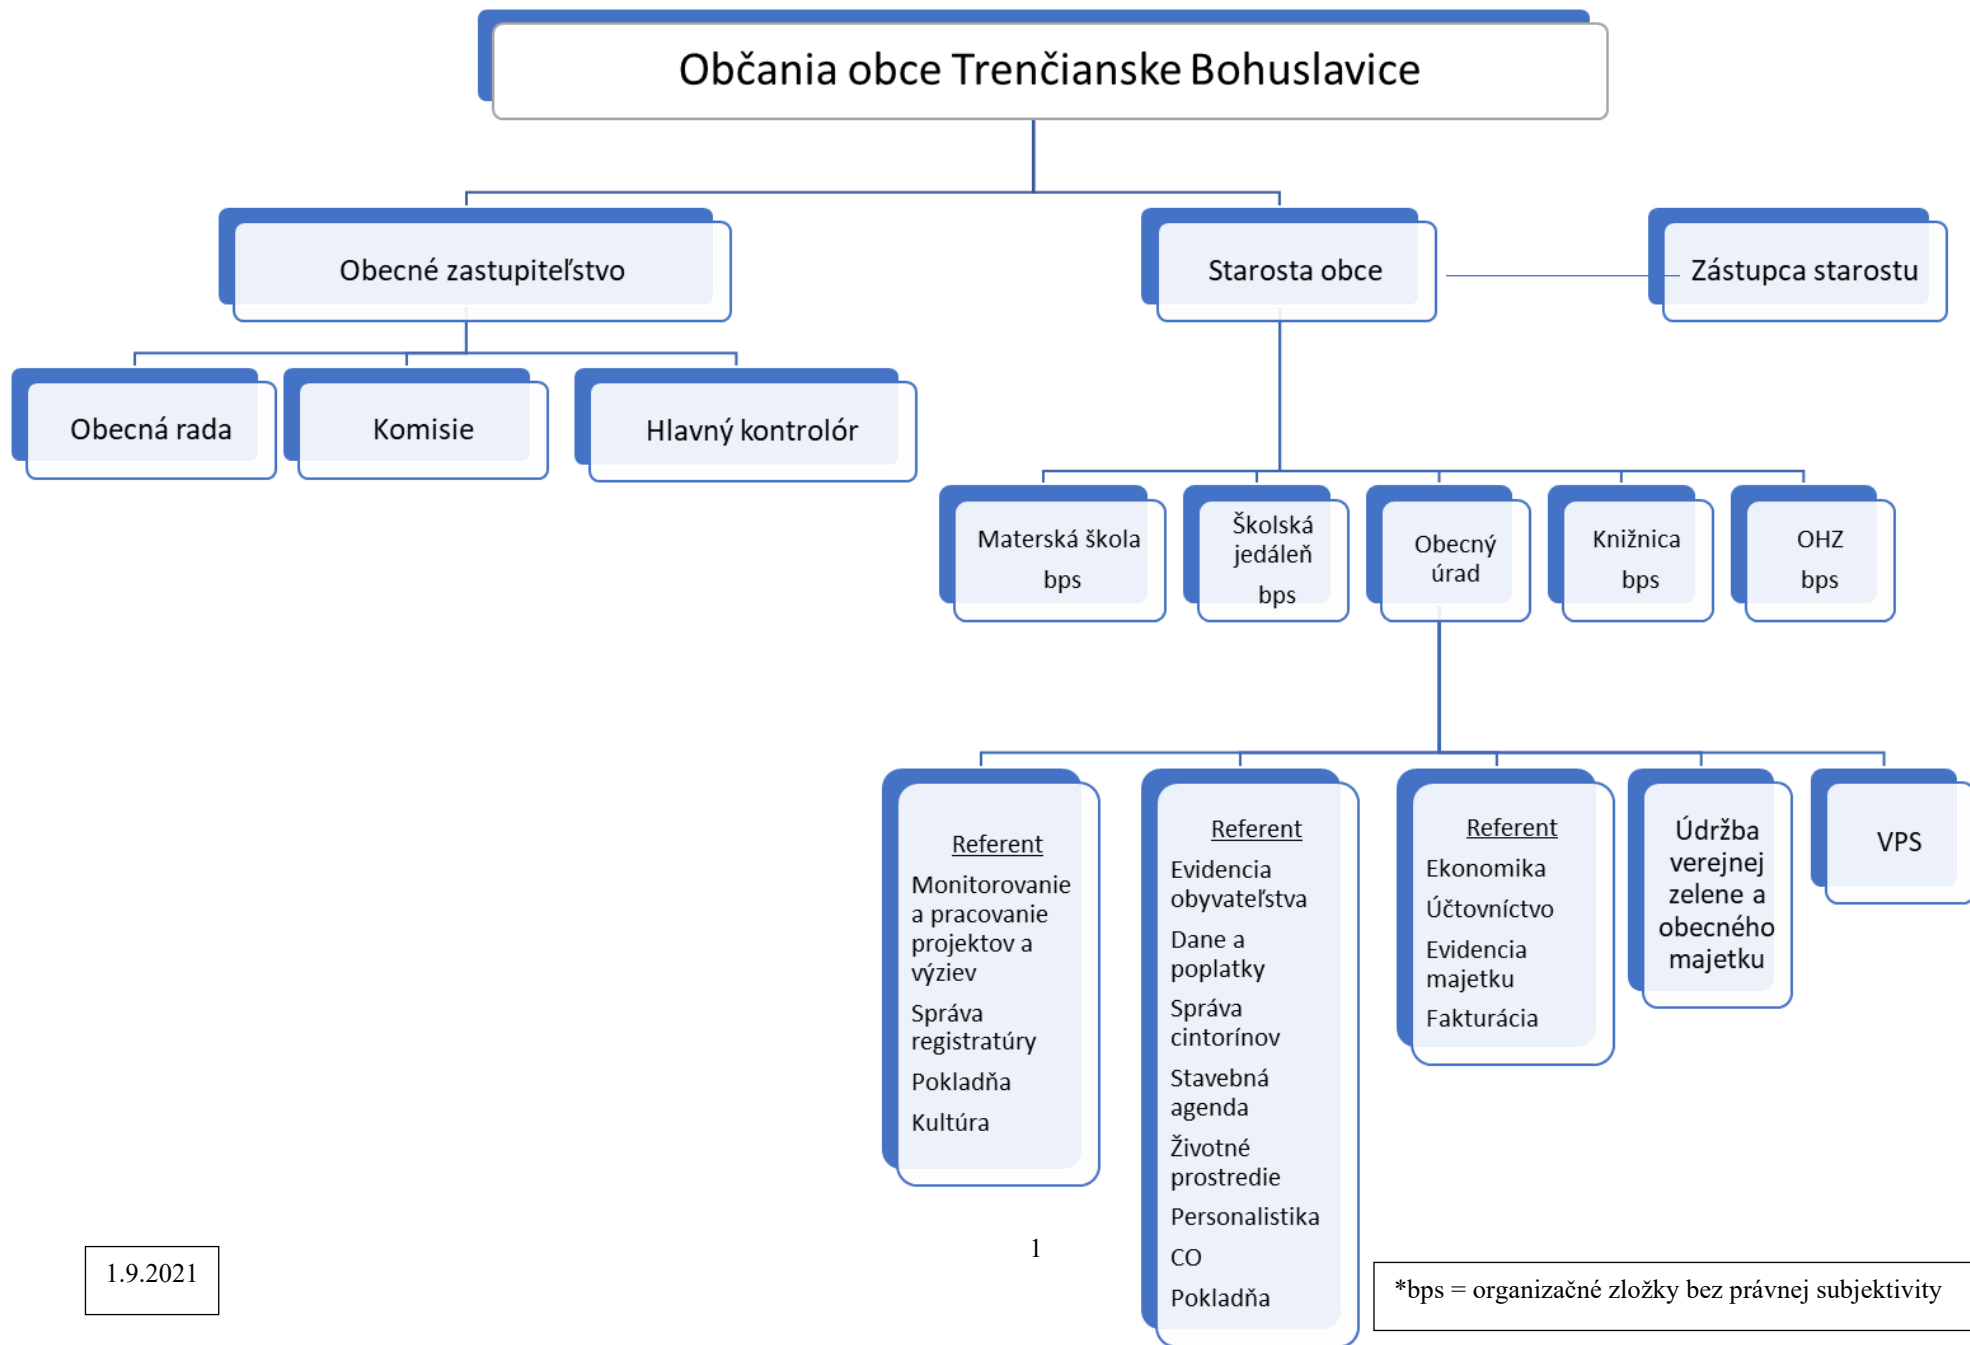 Občania obce Trenčianske Bohuslavice
Obecné zastupiteľstvo
Starosta obce
Zástupca starostu
Obecná rada
Komisie
Hlavný kontrolór
Materská škola
bps
Školská
jedáleň
bps
Obecný
úrad
Knižnica
bps
OHZ
bps
Referent
Monitorovanie
a pracovanie
projektov a
výziev
Správa
registratúry
Pokladňa
Kultúra
Referent
Evidencia
obyvateľstva
Dane a
poplatky
Správa
cintorínov
Stavebná
agenda
Životné
prostredie
Personalistika
CO
Pokladňa
Referent
Ekonomika
Účtovníctvo
Evidencia
majetku
Fakturácia
Údržba
verejnej
zelene a
obecného
majetku
VPS
1.9.2021
1
*bps = organizačné zložky bez právnej subjektivity